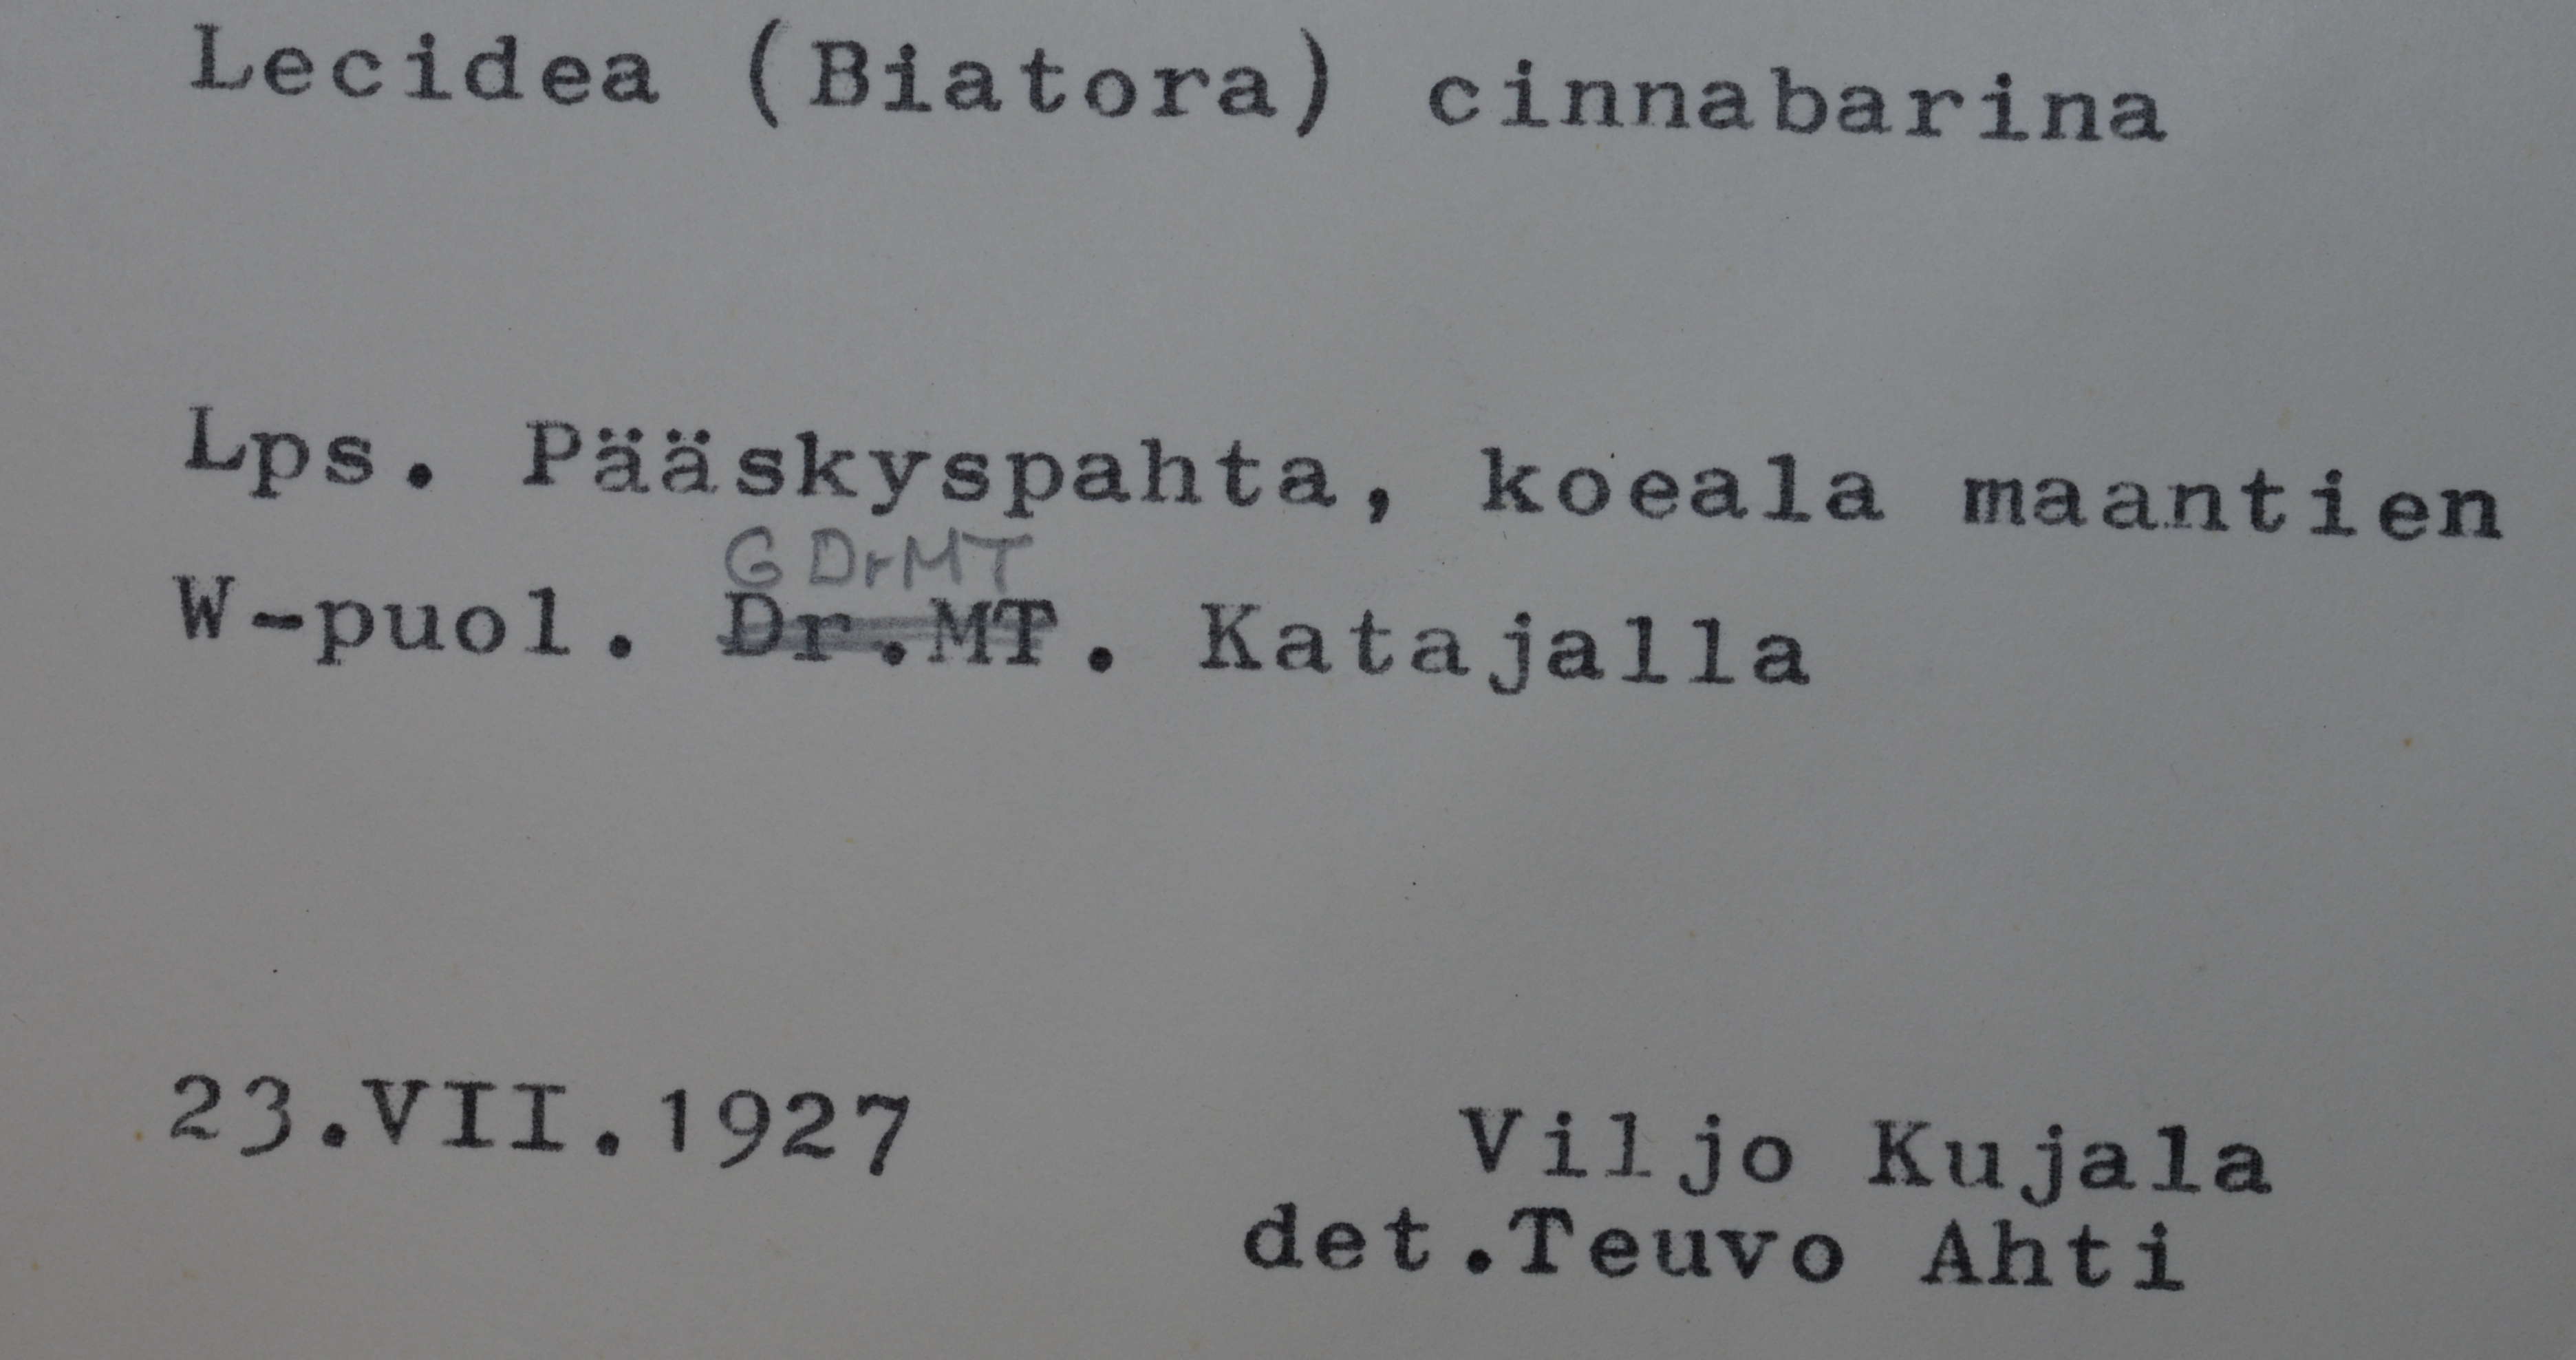 Lecidea (Biatora) cinnabarina
Lps. Pääskyspahta, koeala maantien
G DrMT
W-puol. Dr.MT. Katajalla
23.VII.1927
Viljo Kujala
det.Teuvo Ahti